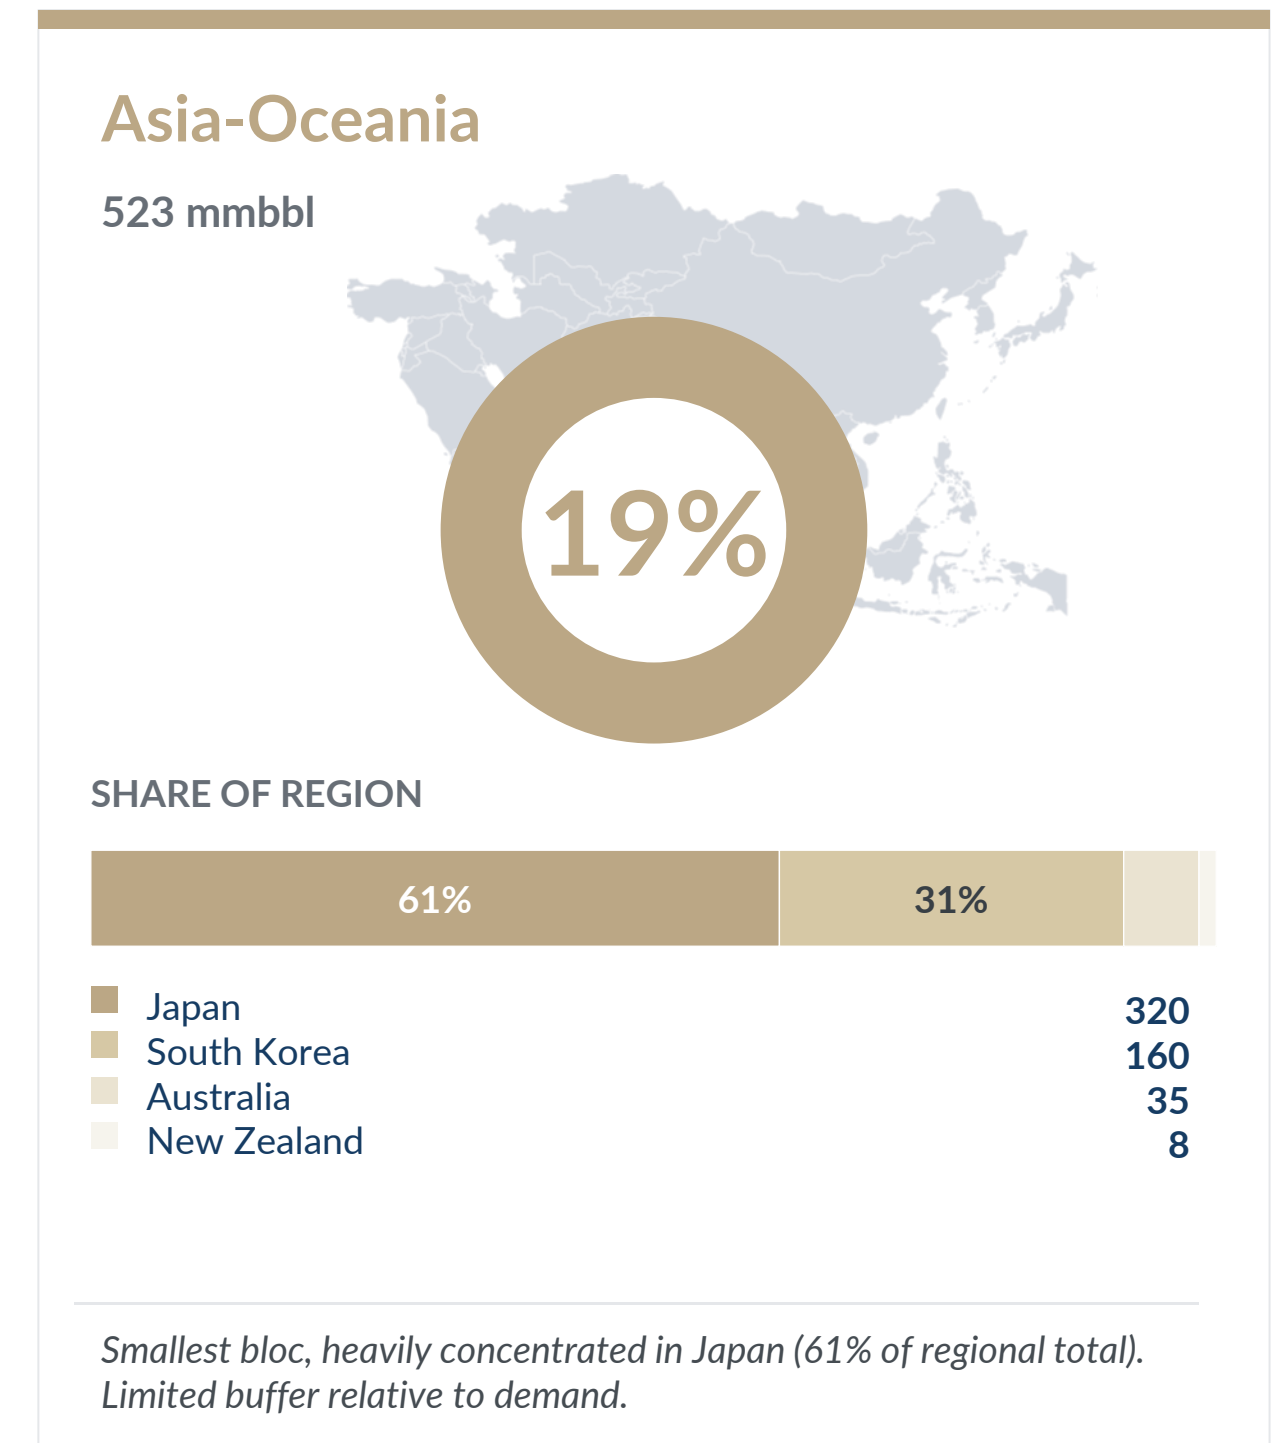 Asia-Oceania
523 mmbbl
19%
SHARE OF REGION
61% 31%
Japan 320
South Korea 160
Australia 35
New Zealand 8
Smallest bloc, heavily concentrated in Japan (61% of regional total).
Limited buffer relative to demand.